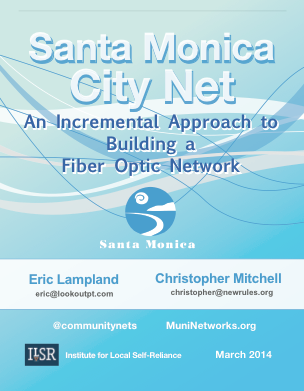 Santa Monica
City Net
An Incremental Approach to
Building a
Fiber Optic Network
Santa Monica
Eric Lampland
eric@lookoutpt.com
Christopher Mitchell
christopher@newrules.org
@communitynets MuniNetworks.org
ILSR Institute for Local Self-Reliance March 2014